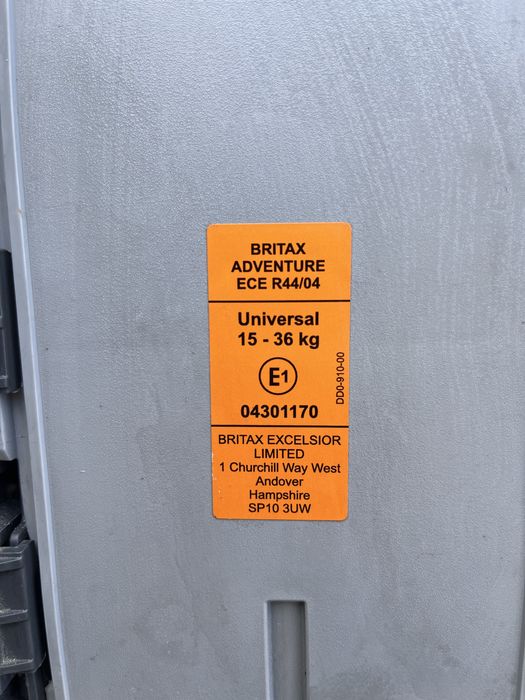 BRITAX
ADVENTURE
ECE R44/04
Universal
15 - 36 kg
E1
04301170
DD0-910-00
BRITAX EXCELSIOR
LIMITED
1 Churchill Way West
Andover
Hampshire
SP10 3UW